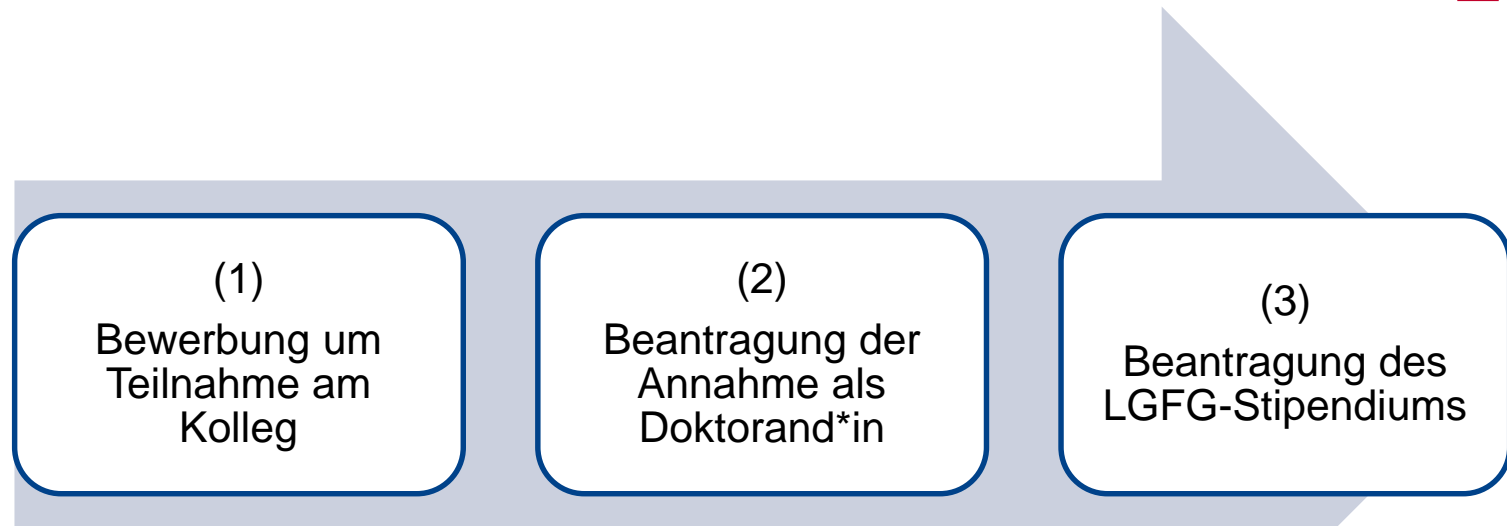 (1)
Bewerbung um
Teilnahme am
Kolleg
(2)
Beantragung der
Annahme als
Doktorand*in
(3)
Beantragung des
LGFG-Stipendiums